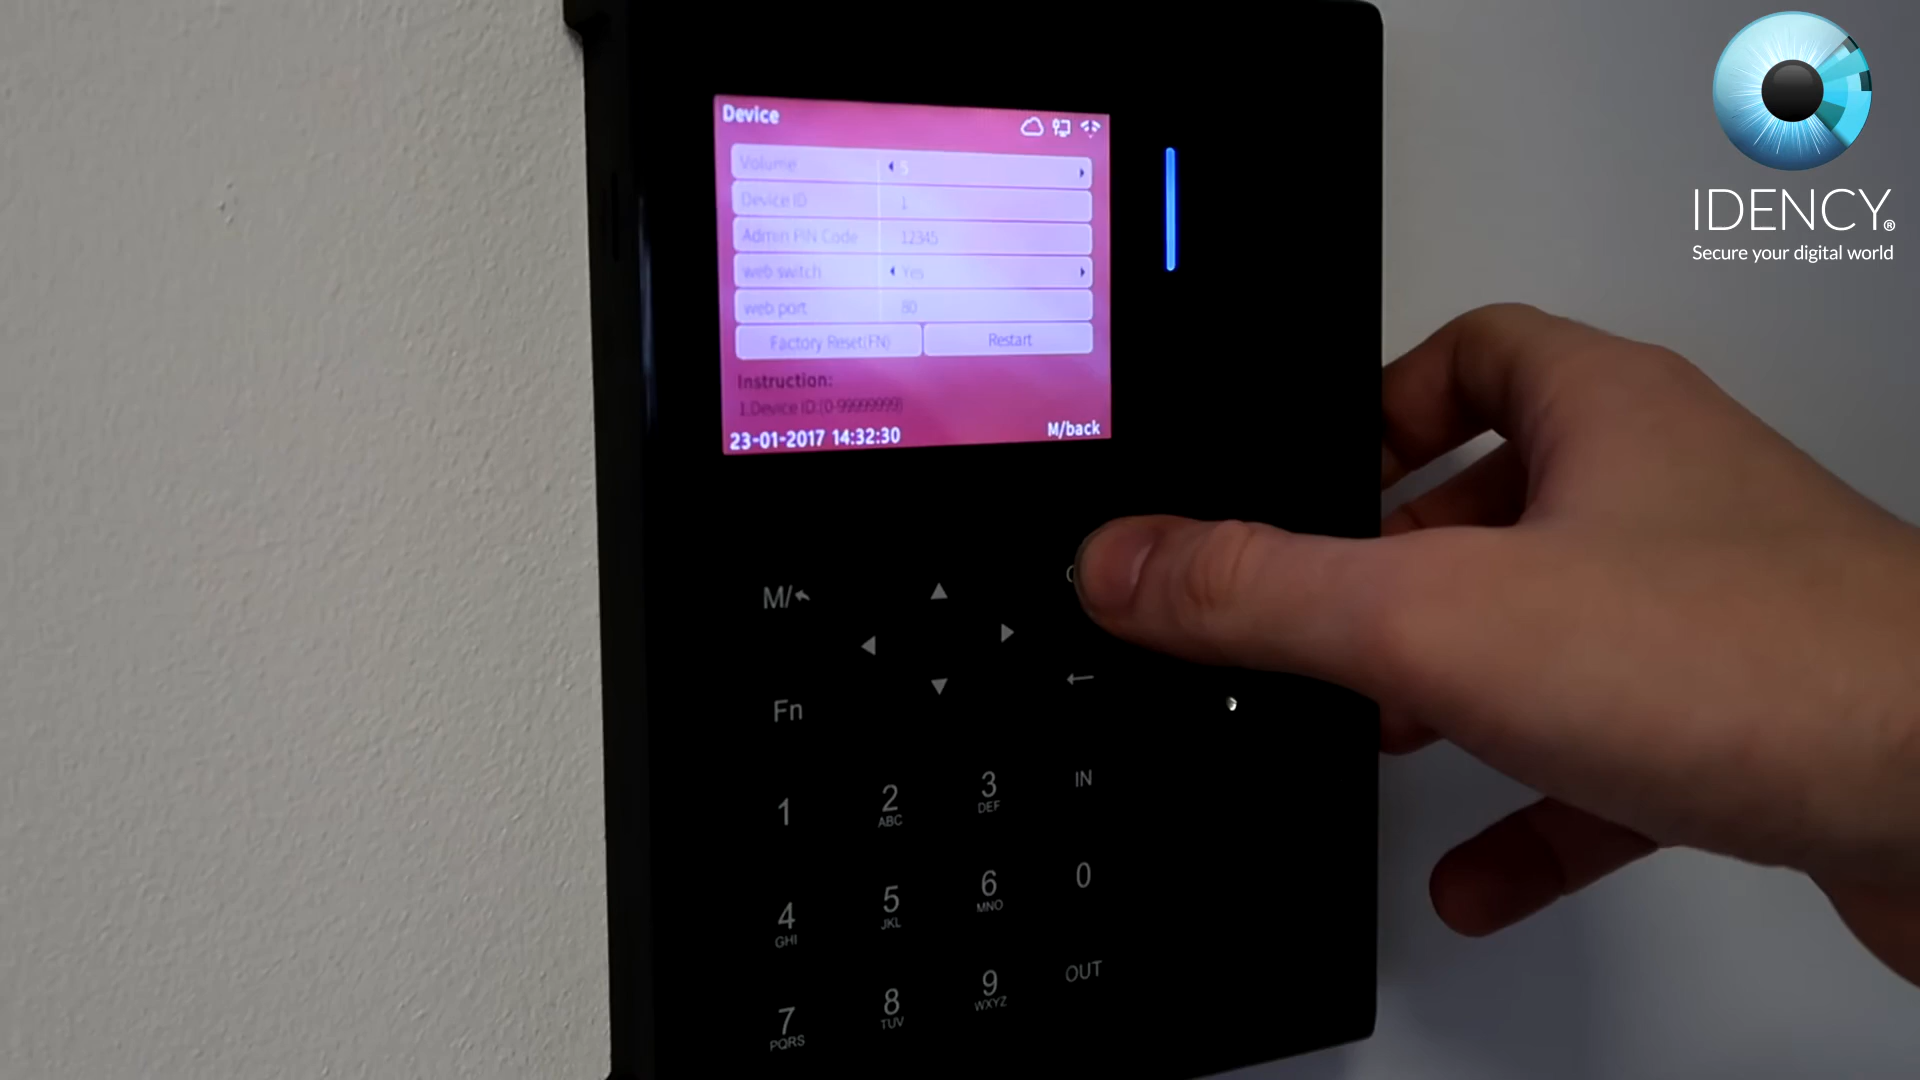 Device
Volume 5
Device ID 1
Admin PIN Code 12345
web switch Yes
web port 80
Factory Reset(FN) Restart
Instruction:
1.Device ID:(0-99999999)
23-01-2017 14:32:30 M/back
IDENCY®
Secure your digital world
M/
Fn
1
2
ABC
3
DEF
IN
4
GHI
5
JKL
6
MNO
0
7
PQRS
8
TUV
9
WXYZ
OUT